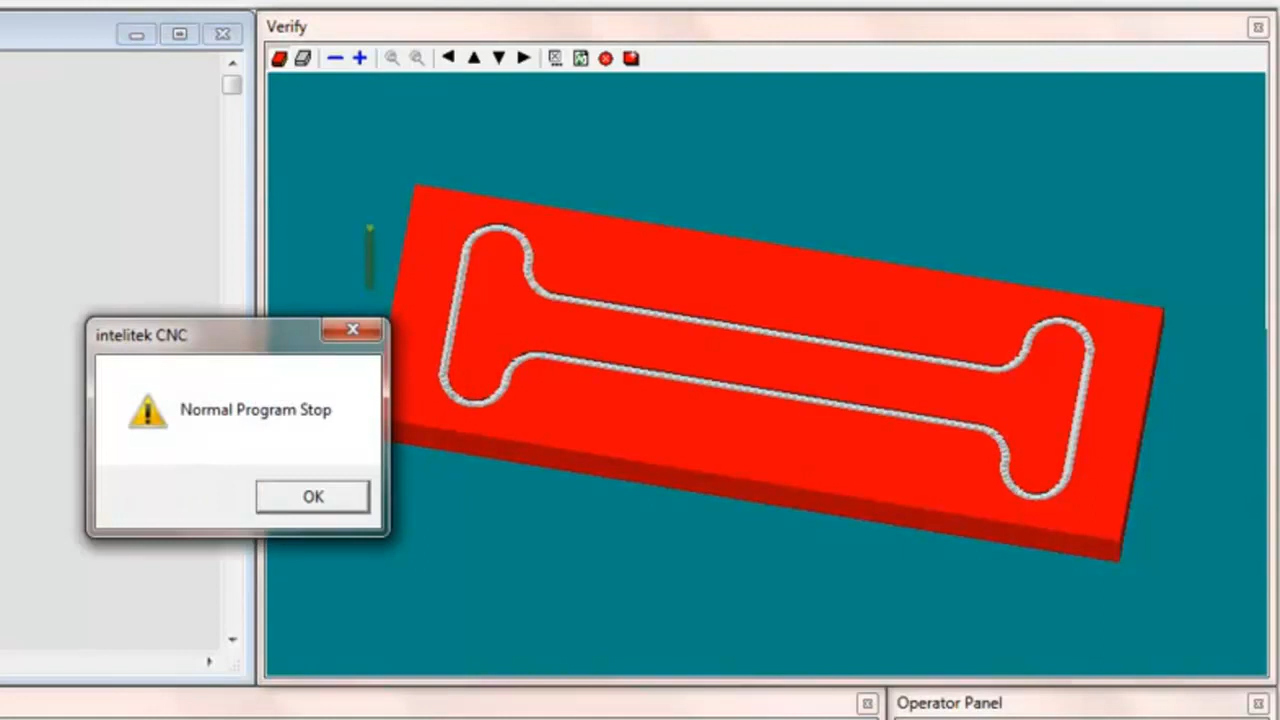 Verify
intelitek CNC
Normal Program Stop
OK
Operator Panel